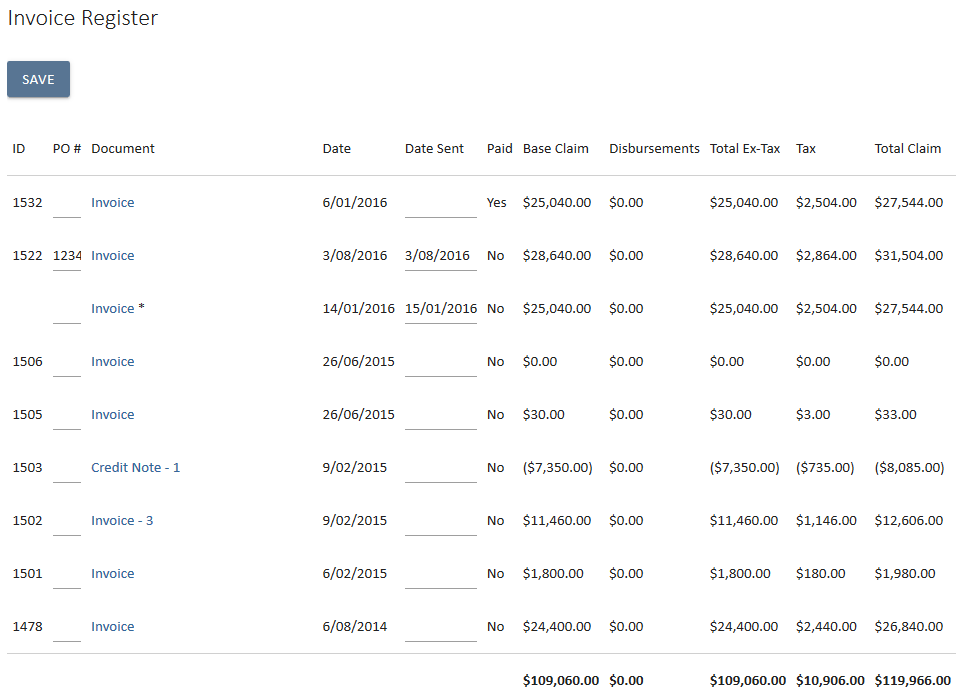 Invoice Register
SAVE
ID PO # Document Date Date Sent Paid Base Claim Disbursements Total Ex-Tax Tax Total Claim
1532 Invoice 6/01/2016 Yes $25,040.00 $0.00 $25,040.00 $2,504.00 $27,544.00
1522 1234 Invoice 3/08/2016 3/08/2016 No $28,640.00 $0.00 $28,640.00 $2,864.00 $31,504.00
Invoice * 14/01/2016 15/01/2016 No $25,040.00 $0.00 $25,040.00 $2,504.00 $27,544.00
1506 Invoice 26/06/2015 No $0.00 $0.00 $0.00 $0.00 $0.00
1505 Invoice 26/06/2015 No $30.00 $0.00 $30.00 $3.00 $33.00
1503 Credit Note - 1 9/02/2015 No ($7,350.00) $0.00 ($7,350.00) ($735.00) ($8,085.00)
1502 Invoice - 3 9/02/2015 No $11,460.00 $0.00 $11,460.00 $1,146.00 $12,606.00
1501 Invoice 6/02/2015 No $1,800.00 $0.00 $1,800.00 $180.00 $1,980.00
1478 Invoice 6/08/2014 No $24,400.00 $0.00 $24,400.00 $2,440.00 $26,840.00
$109,060.00 $0.00 $109,060.00 $10,906.00 $119,966.00